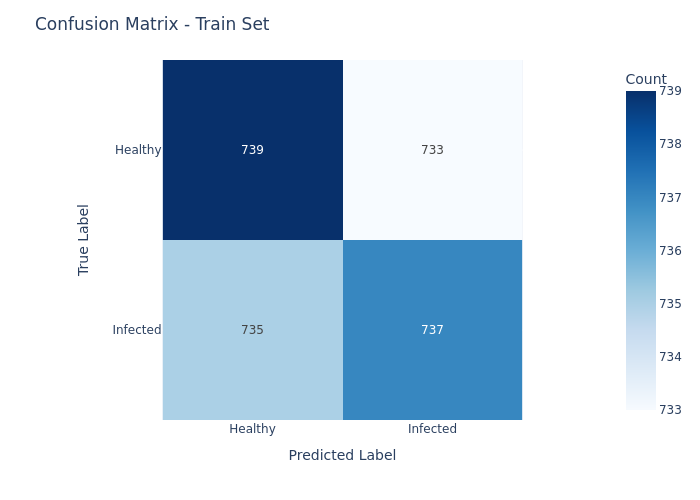 Confusion Matrix - Train Set
Count
739
738
737
736
735
734
733
True Label
Healthy
739
733
Infected
735
737
Healthy
Infected
Predicted Label